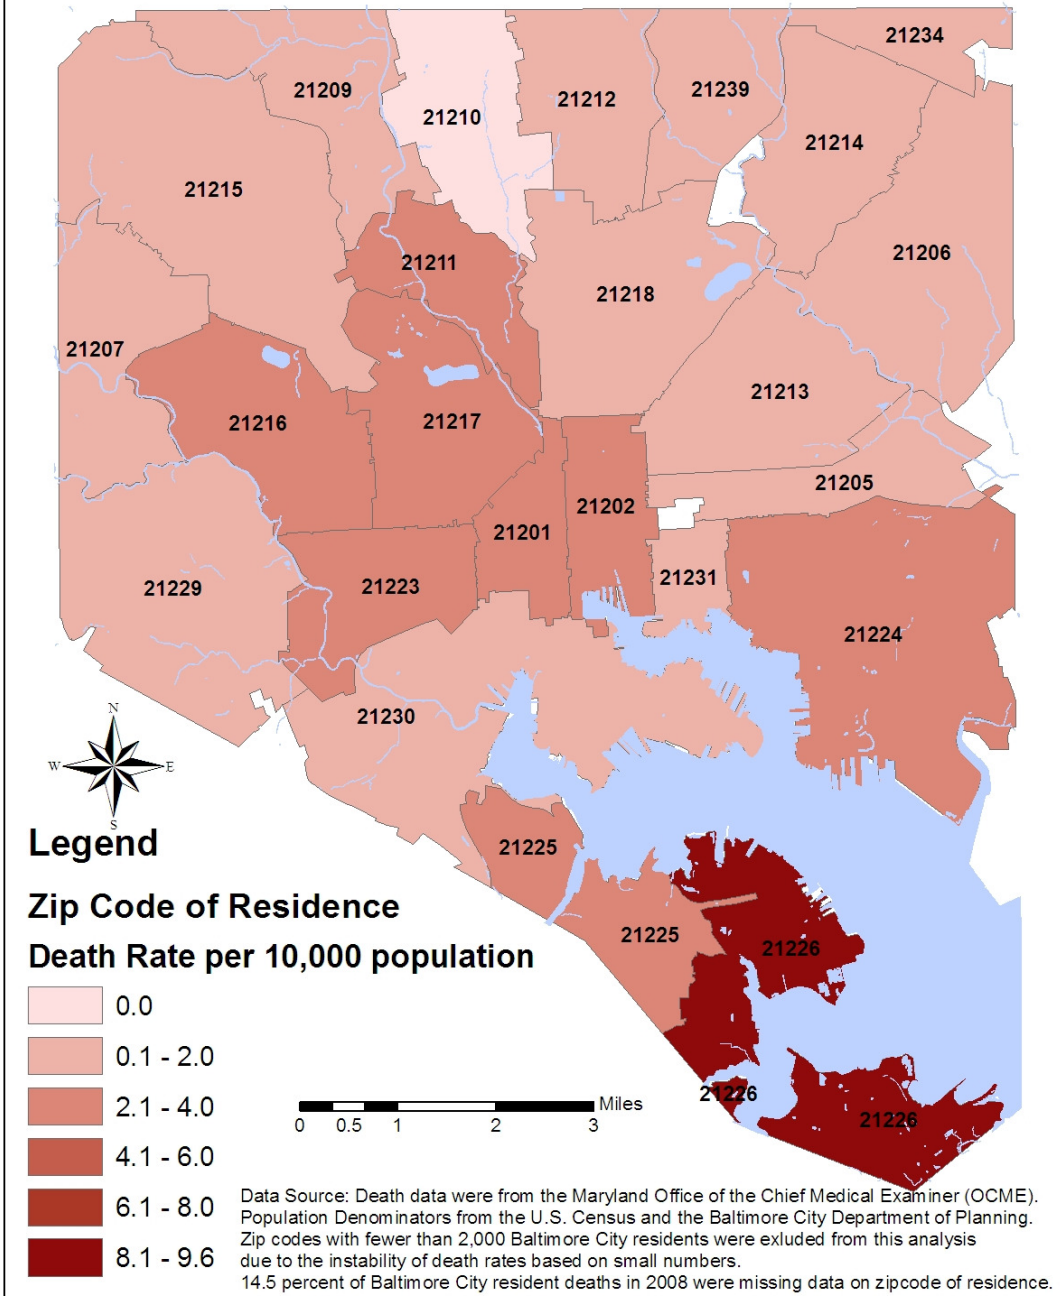 21234
21209
21239
21212
21210
21214
21215
21206
21211
21218
21207
21213
21216
21217
21205
21202
21201
21231
21223
21229
21224
21230
N
W
E
S
21225
21225
21226
21226
21226
Legend
Zip Code of Residence
Death Rate per 10,000 population
0.0
0.1 - 2.0
2.1 - 4.0
4.1 - 6.0
6.1 - 8.0
8.1 - 9.6
Miles
0 0.5 1 2 3
Data Source: Death data were from the Maryland Office of the Chief Medical Examiner (OCME).
Population Denominators from the U.S. Census and the Baltimore City Department of Planning.
Zip codes with fewer than 2,000 Baltimore City residents were exluded from this analysis
due to the instability of death rates based on small numbers.
14.5 percent of Baltimore City resident deaths in 2008 were missing data on zipcode of residence.